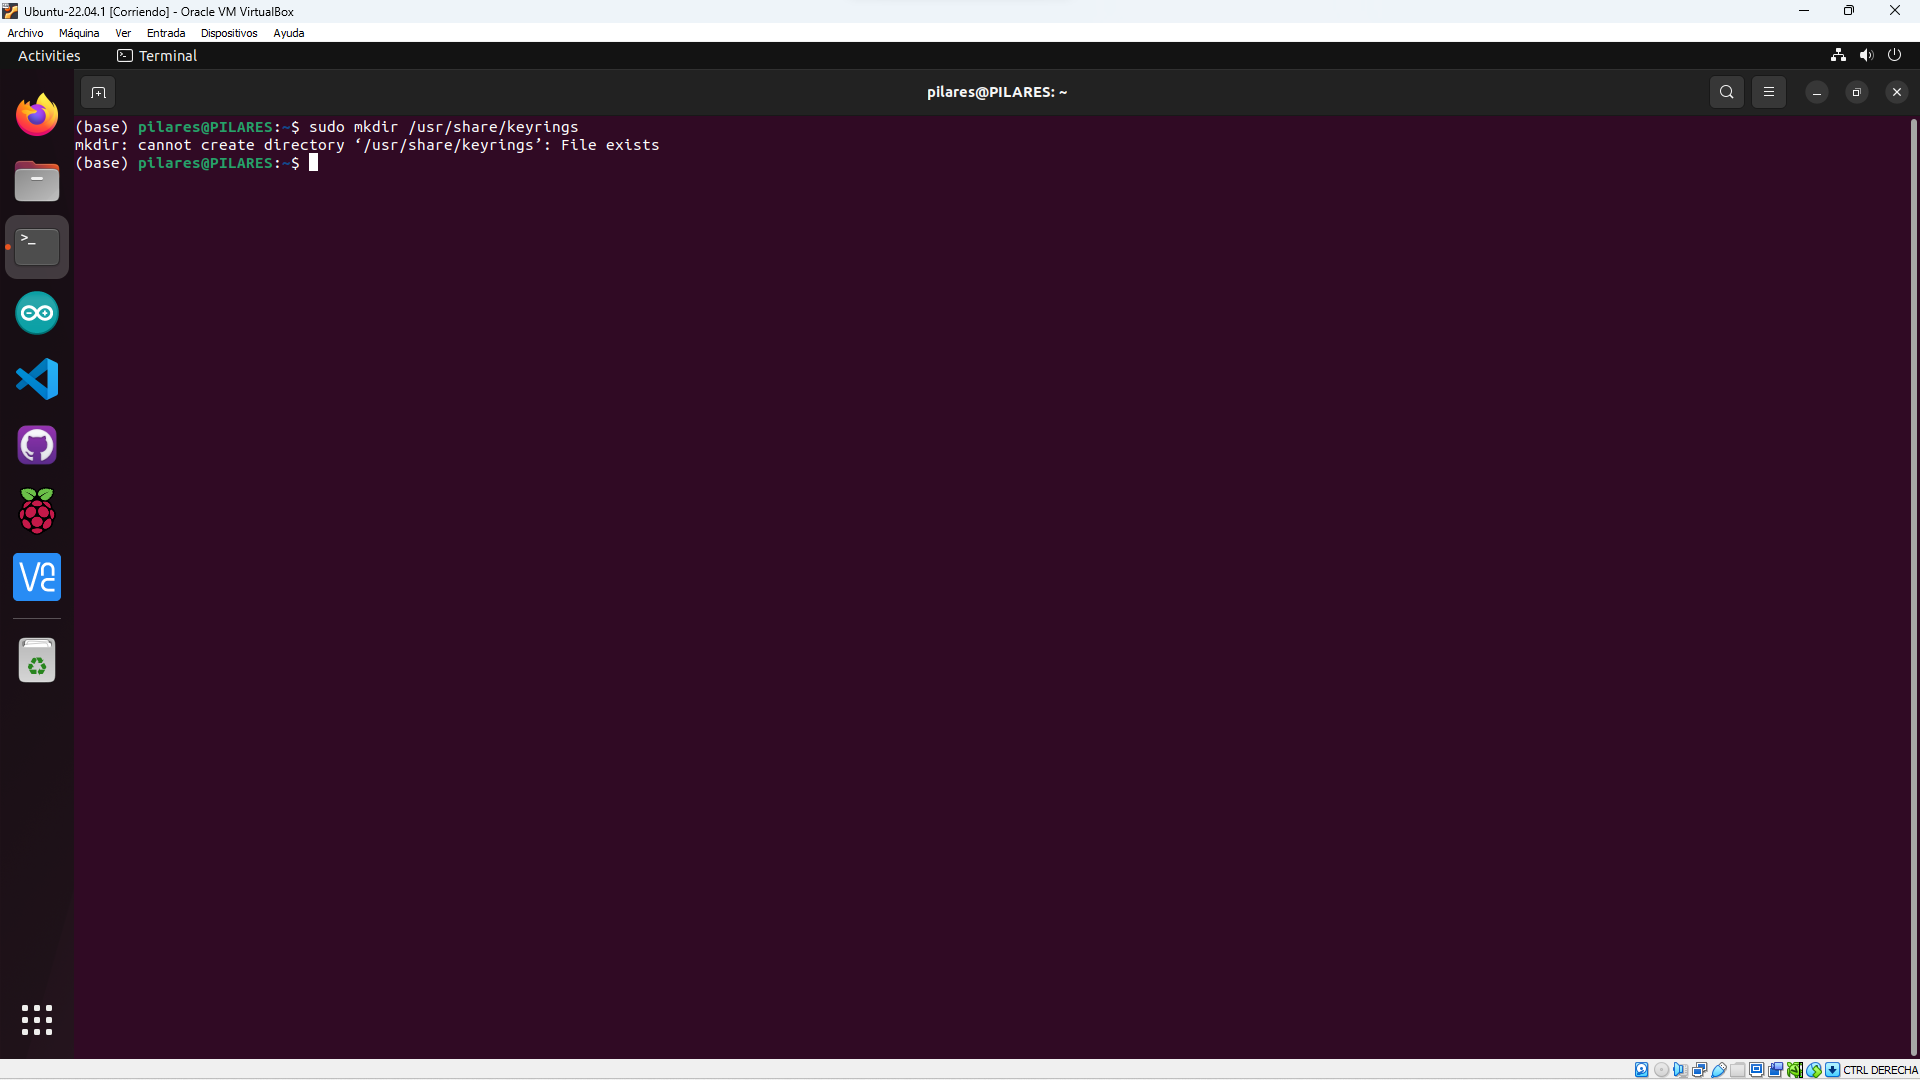 Ubuntu-22.04.1 [Corriendo] - Oracle VM VirtualBox
Archivo Máquina Ver Entrada Dispositivos Ayuda
Activities Terminal
pilares@PILARES: ~
(base) pilares@PILARES:~$ sudo mkdir /usr/share/keyrings
mkdir: cannot create directory ‘/usr/share/keyrings’: File exists
(base) pilares@PILARES:~$
>_
VNC
CTRL DERECHA